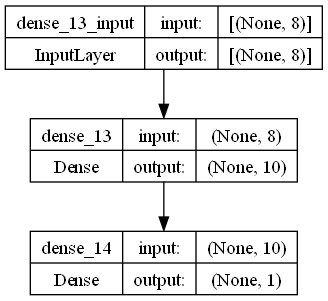 dense_13_input input: [(None, 8)]
InputLayer output: [(None, 8)]
dense_13 input: (None, 8)
Dense output: (None, 10)
dense_14 input: (None, 10)
Dense output: (None, 1)